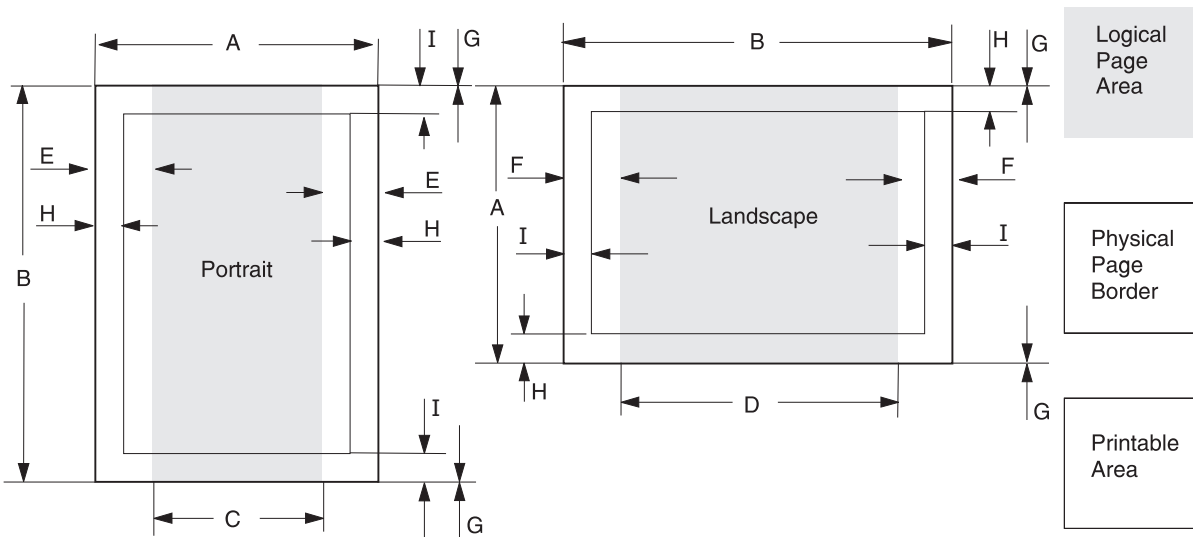 A
I
G
E
E
H
H
B
Portrait
I
C
G
B
H
G
F
F
A
Landscape
I
I
H
D
G
Logical
Page
Area
Physical
Page
Border
Printable
Area